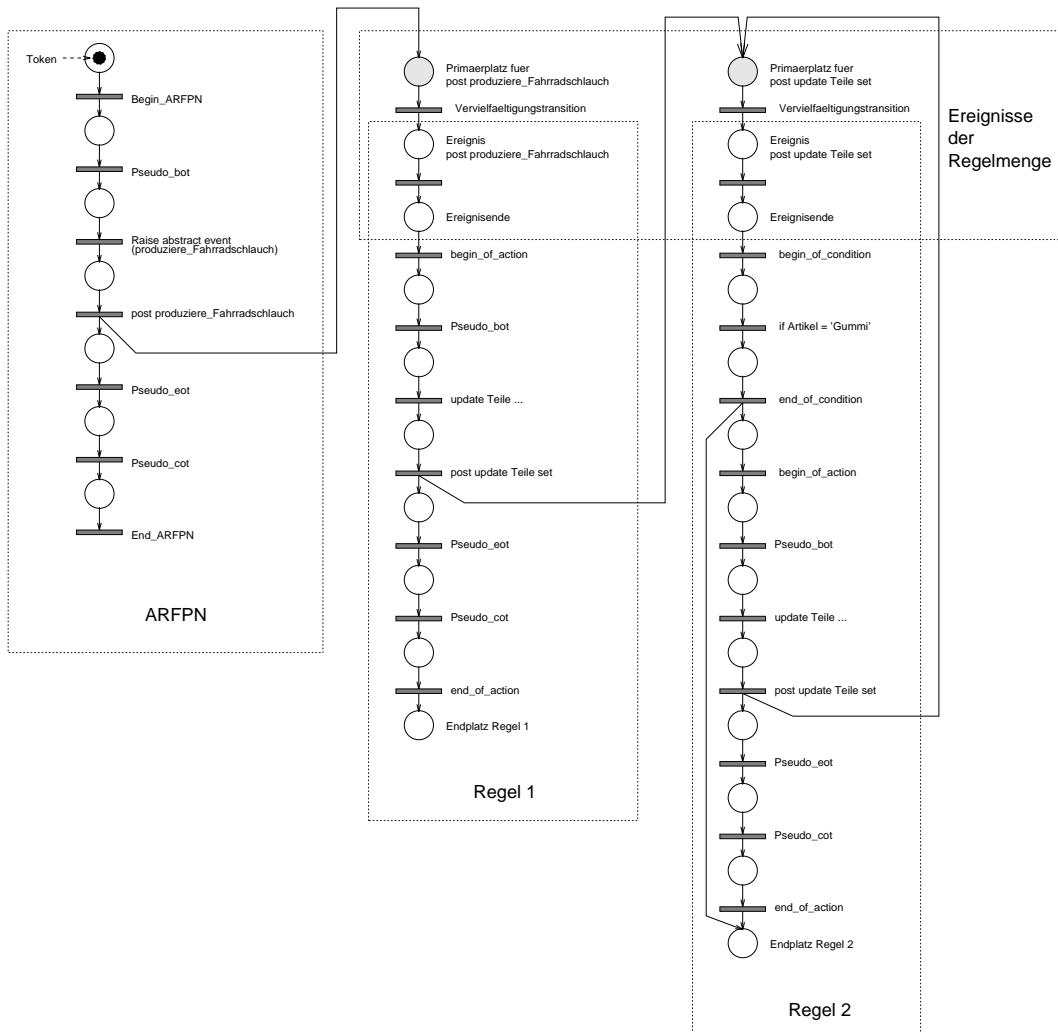 Token
Begin_ARFPN
Pseudo_bot
Raise abstract event
(produziere_Fahrradschlauch)
post produziere_Fahrradschlauch
Pseudo_eot
Pseudo_cot
End_ARFPN
ARFPN
Primaerplatz fuer
post produziere_Fahrradschlauch
Vervielfaeltigungstransition
Ereignis
post produziere_Fahrradschlauch
Ereignisende
begin_of_action
Pseudo_bot
update Teile ...
post update Teile set
Pseudo_eot
Pseudo_cot
end_of_action
Endplatz Regel 1
Regel 1
Primaerplatz fuer
post update Teile set
Vervielfaeltigungstransition
Ereignis
post update Teile set
Ereignisende
begin_of_condition
if Artikel = 'Gummi'
end_of_condition
begin_of_action
Pseudo_bot
update Teile ...
post update Teile set
Pseudo_eot
Pseudo_cot
end_of_action
Endplatz Regel 2
Regel 2
Ereignisse
der
Regelmenge